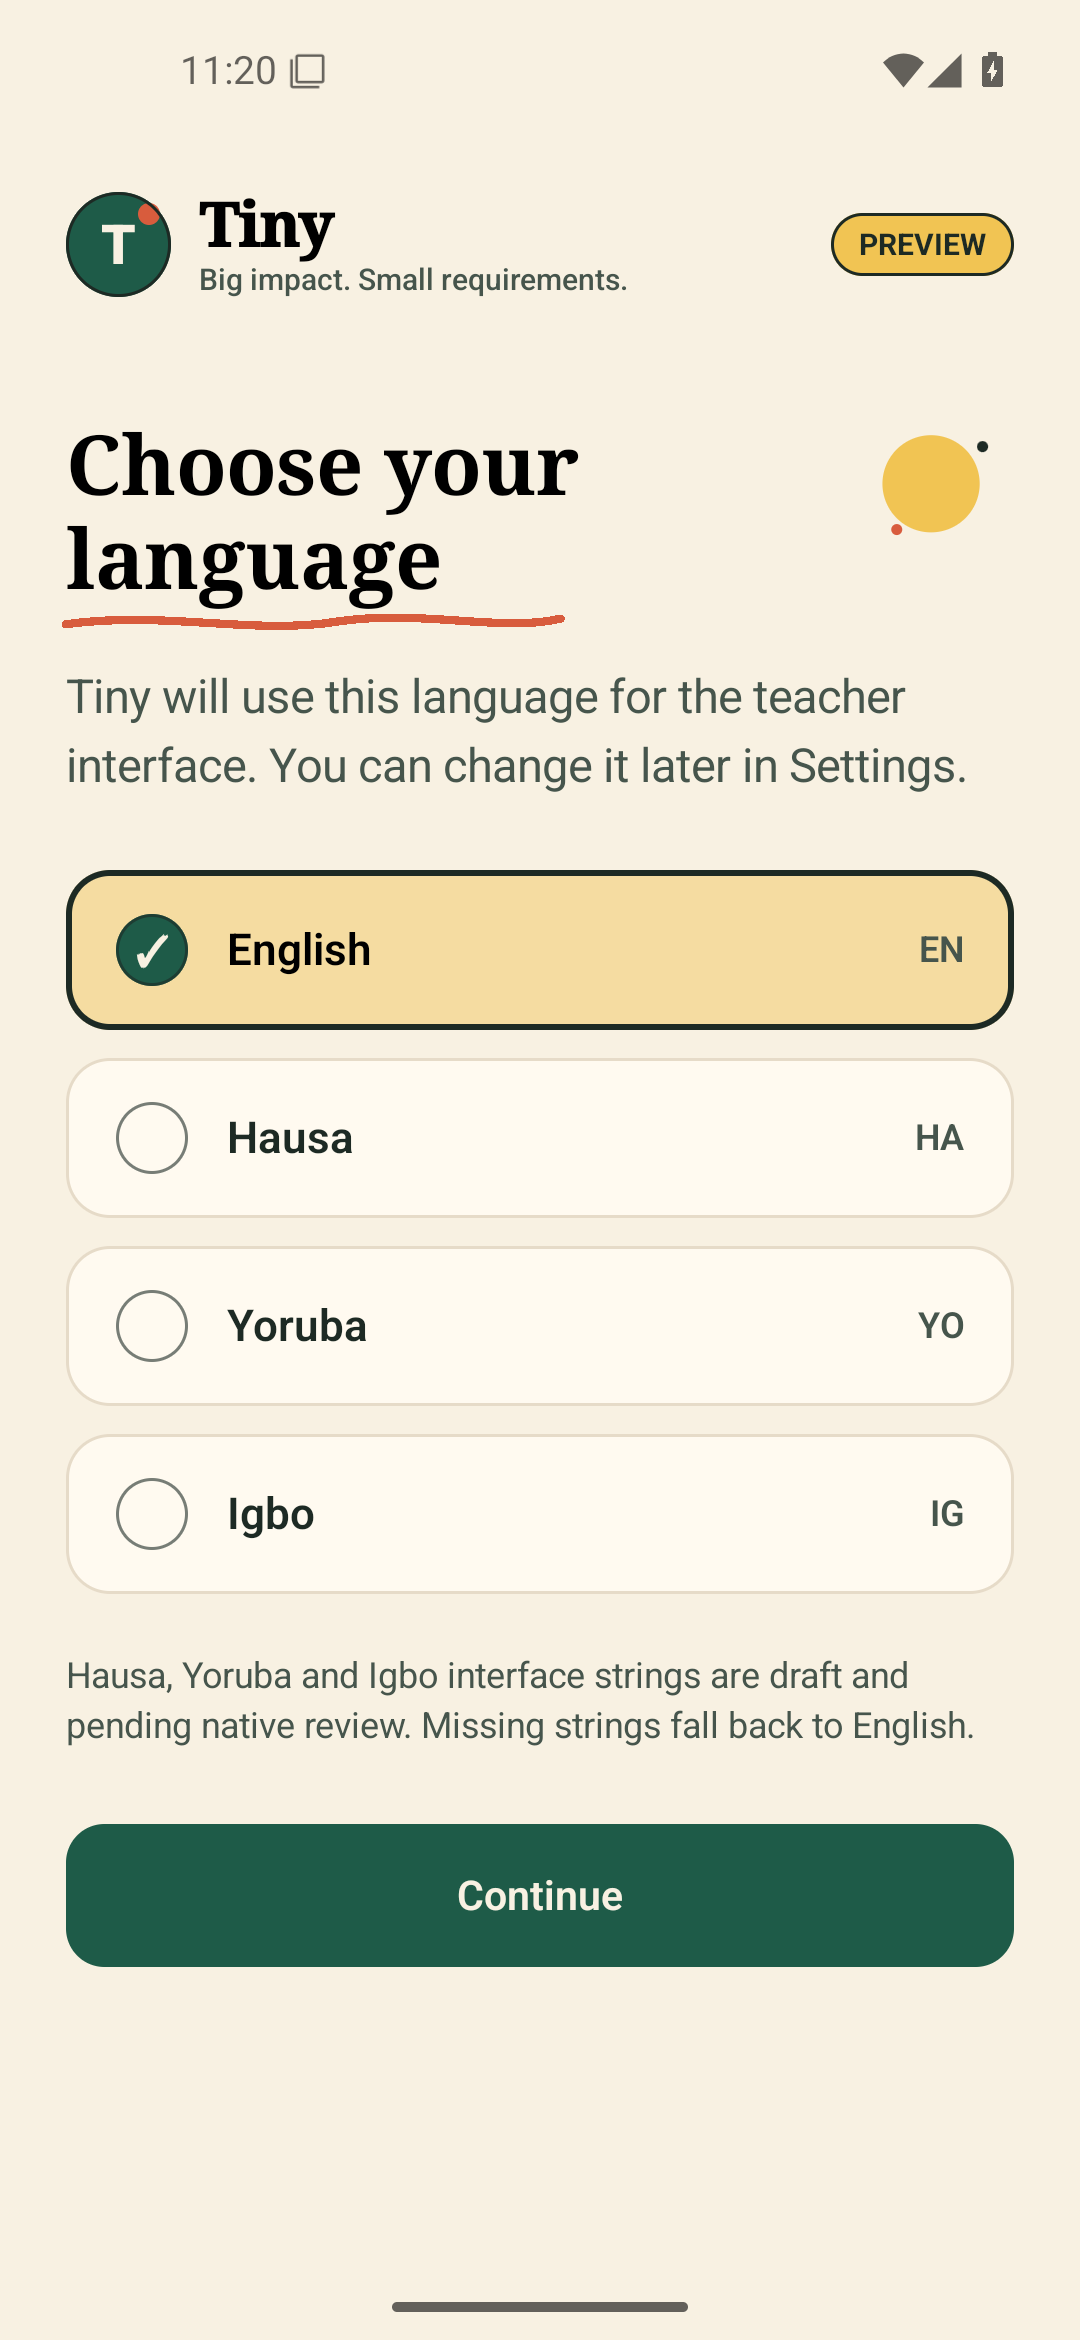 11:20
T
Tiny
Big impact. Small requirements.
PREVIEW
Choose your
language
Tiny will use this language for the teacher
interface. You can change it later in Settings.
English EN
Hausa HA
Yoruba YO
Igbo IG
Hausa, Yoruba and Igbo interface strings are draft and
pending native review. Missing strings fall back to English.
Continue